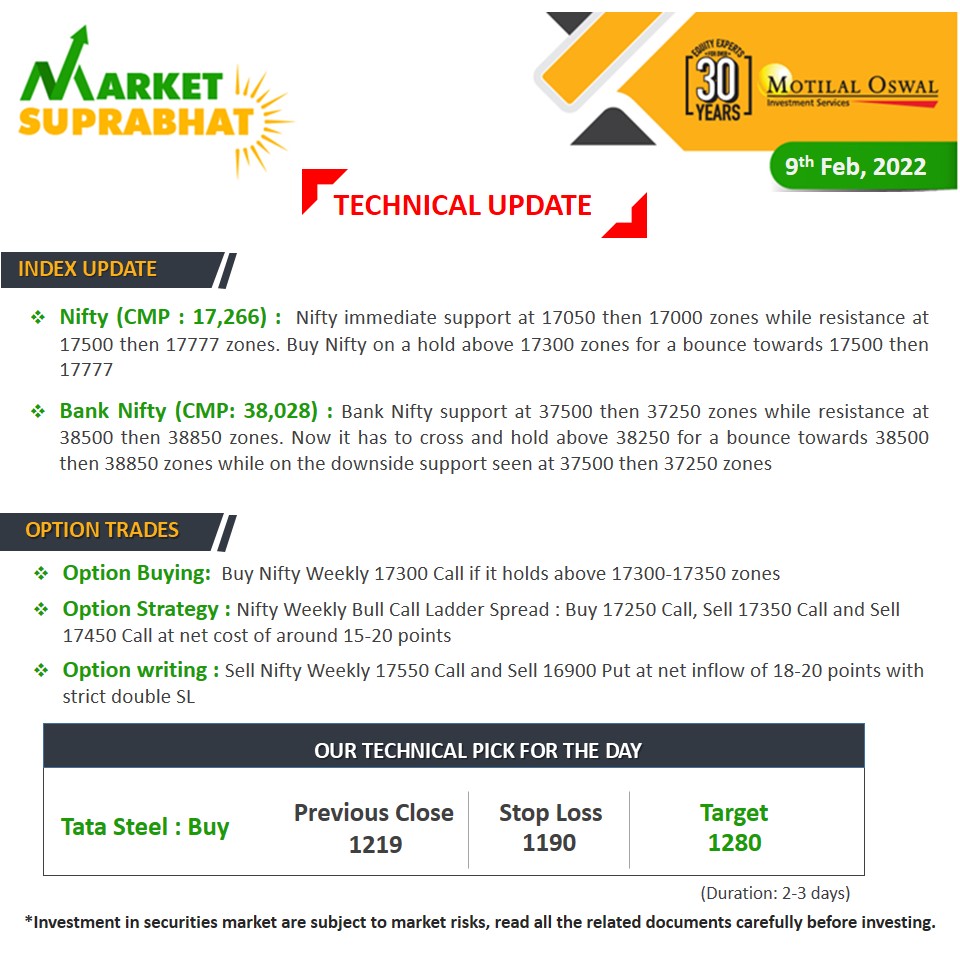 MARKET
SUPRABHAT
EQUITY EXPERTS
FOR OVER
30
YEARS
MOTILAL OSWAL
Investment Services
9th Feb, 2022
TECHNICAL UPDATE
INDEX UPDATE
❖ Nifty (CMP : 17,266) : Nifty immediate support at 17050 then 17000 zones while resistance at
17500 then 17777 zones. Buy Nifty on a hold above 17300 zones for a bounce towards 17500 then
17777
❖ Bank Nifty (CMP: 38,028) : Bank Nifty support at 37500 then 37250 zones while resistance at
38500 then 38850 zones. Now it has to cross and hold above 38250 for a bounce towards 38500
then 38850 zones while on the downside support seen at 37500 then 37250 zones
OPTION TRADES
❖ Option Buying: Buy Nifty Weekly 17300 Call if it holds above 17300-17350 zones
❖ Option Strategy : Nifty Weekly Bull Call Ladder Spread : Buy 17250 Call, Sell 17350 Call and Sell
17450 Call at net cost of around 15-20 points
❖ Option writing : Sell Nifty Weekly 17550 Call and Sell 16900 Put at net inflow of 18-20 points with
strict double SL
OUR TECHNICAL PICK FOR THE DAY
Tata Steel : Buy
Previous Close
1219
Stop Loss
1190
Target
1280
(Duration: 2-3 days)
*Investment in securities market are subject to market risks, read all the related documents carefully before investing.